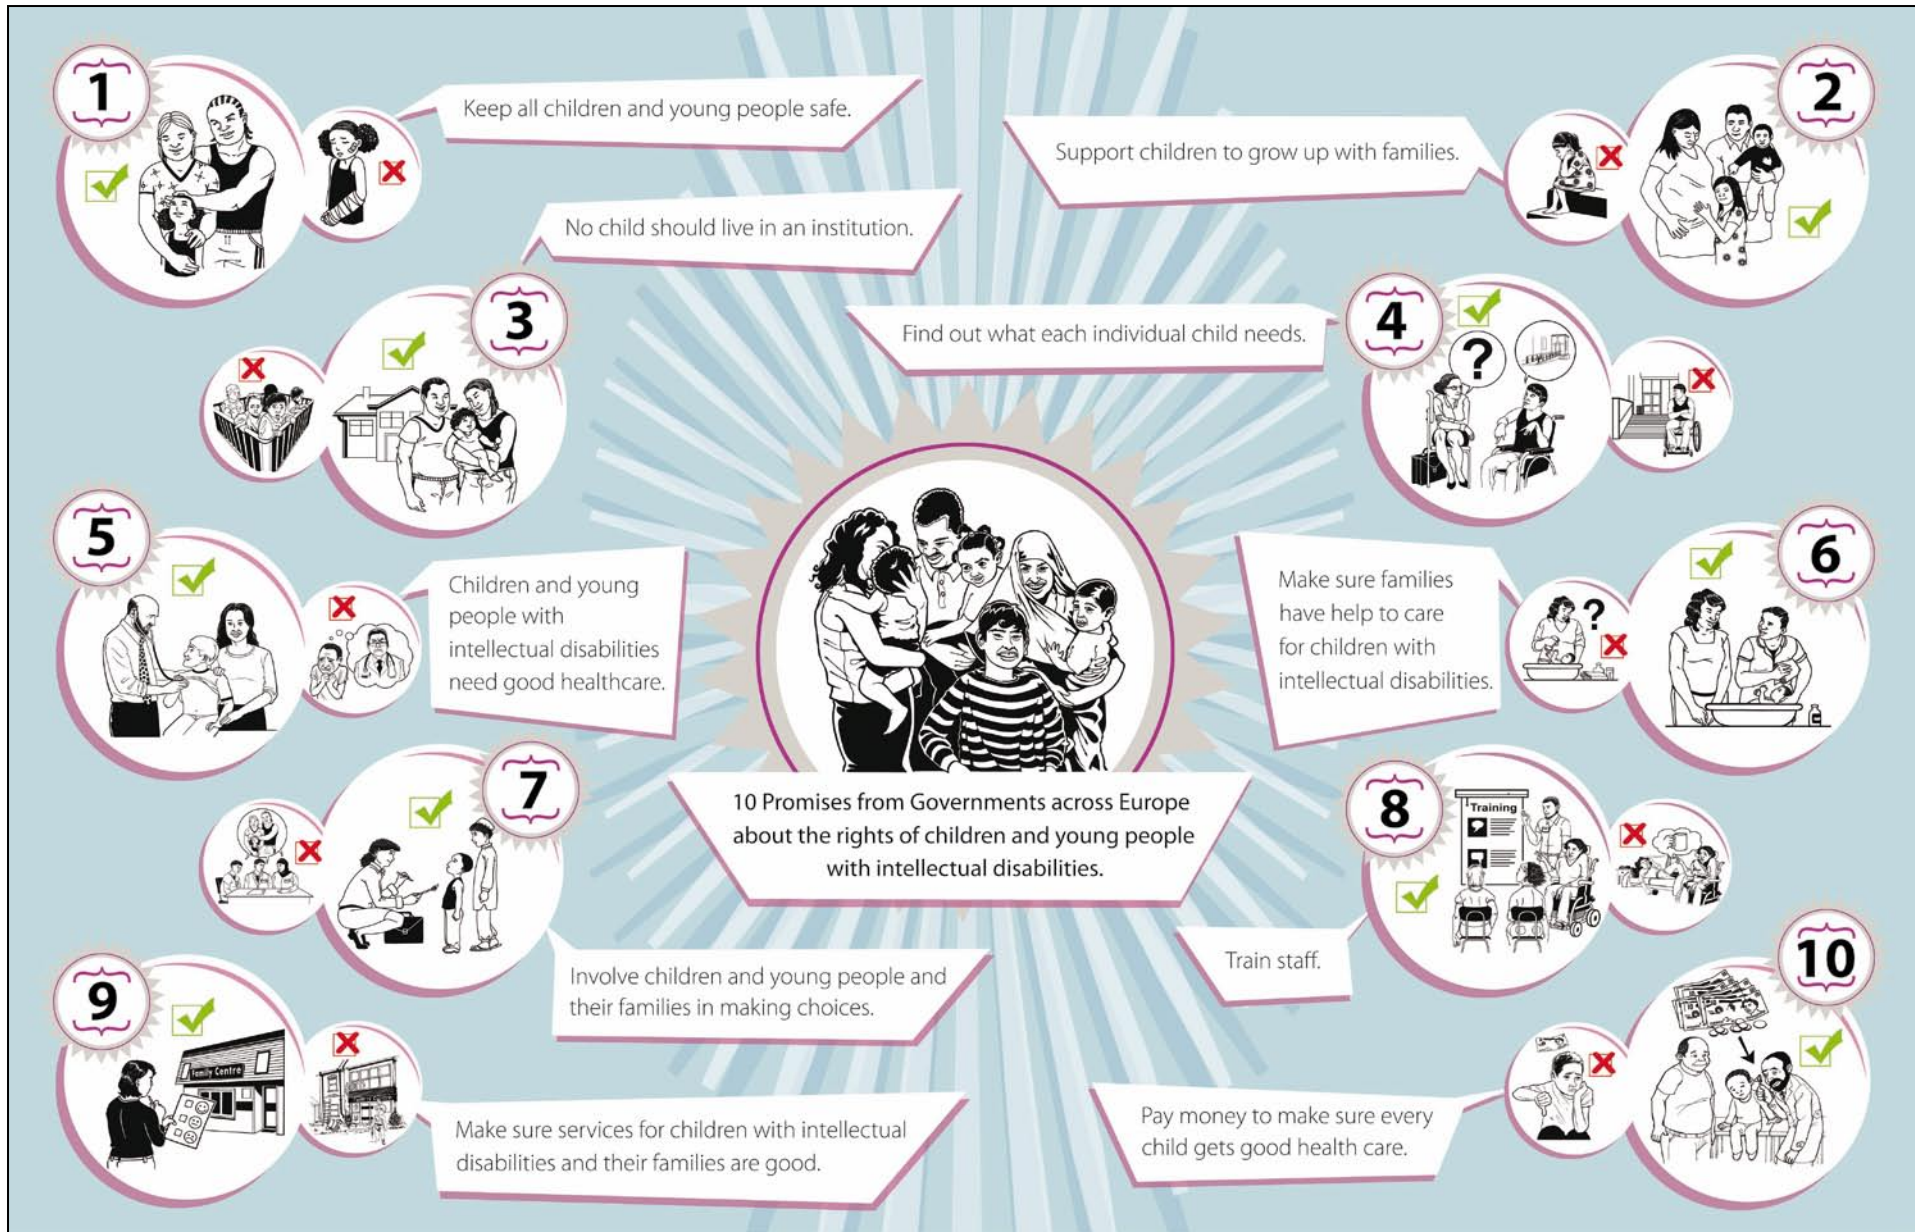 1
Keep all children and young people safe.
2
Support children to grow up with families.
3
No child should live in an institution.
4
Find out what each individual child needs.
?
5
Children and young
people with
intellectual disabilities
need good healthcare.
6
Make sure families
have help to care
for children with
intellectual disabilities.
?
10 Promises from Governments across Europe
about the rights of children and young people
with intellectual disabilities.
7
Involve children and young people and
their families in making choices.
8
Training
Train staff.
9
Family Centre
Make sure services for children with intellectual
disabilities and their families are good.
10
Pay money to make sure every
child gets good health care.